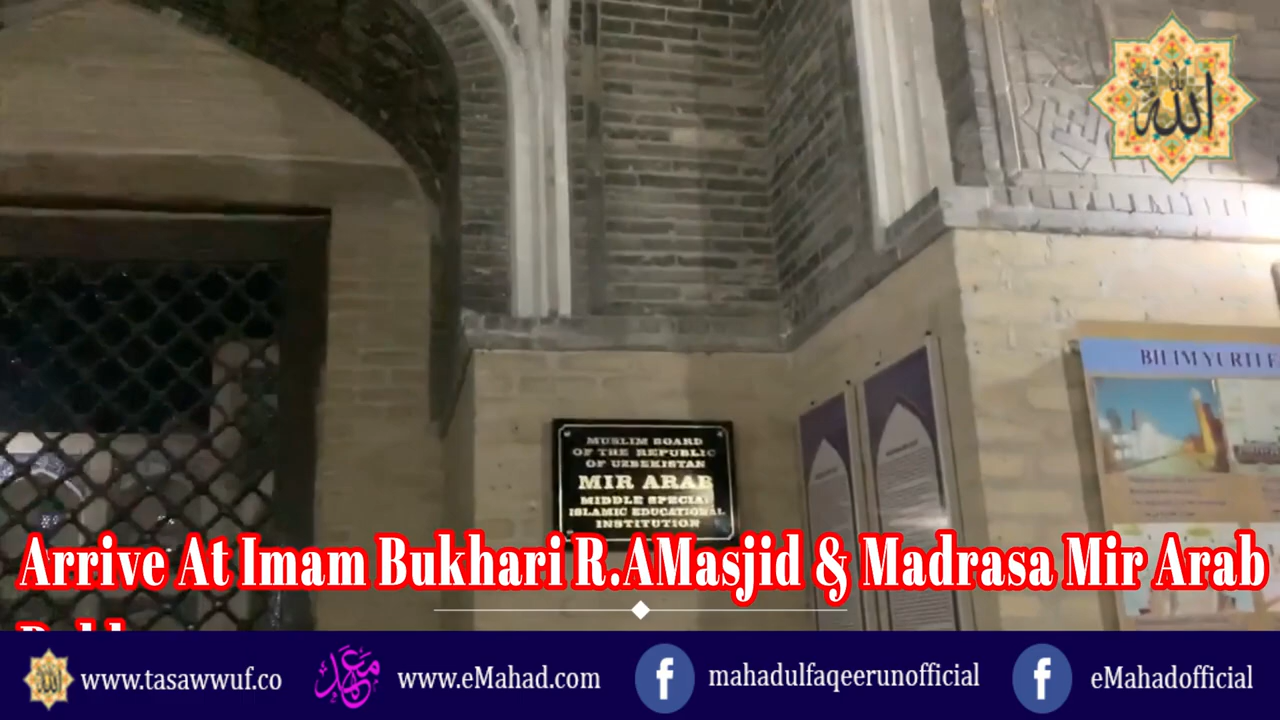 الله
BILIM YURTI
MUSLIM BOARD
OF THE REPUBLIC
OF UZBEKISTAN
MIR ARAB
MIDDLE SPECIAL
ISLAMIC EDUCATIONAL
INSTITUTION
Arrive At Imam Bukhari R.AMasjid & Madrasa Mir Arab
www.tasawwuf.co
www.eMahad.com
mahadulfaqeerunofficial
eMahadofficial